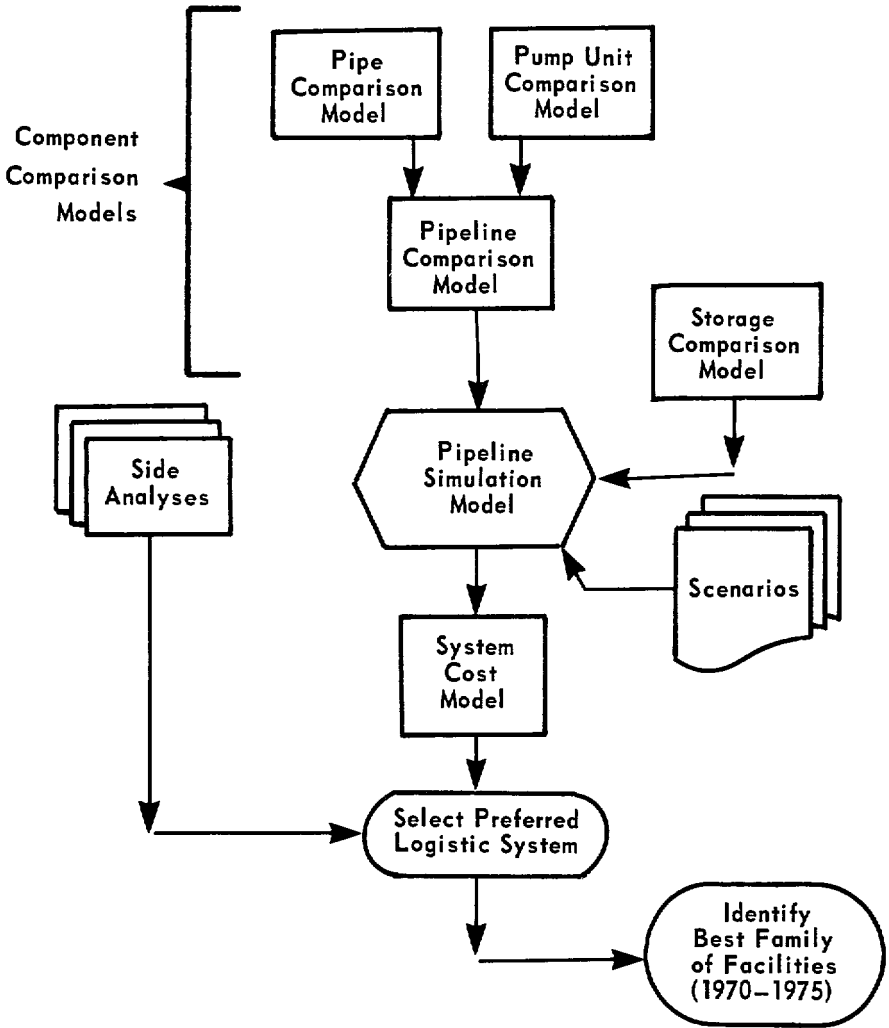 Pipe
Comparison
Model
Pump Unit
Comparison
Model
Component
Comparison
Models
Pipeline
Comparison
Model
Storage
Comparison
Model
Side
Analyses
Pipeline
Simulation
Model
Scenarios
System
Cost
Model
Select Preferred
Logistic System
Identify
Best Family
of Facilities
(1970–1975)